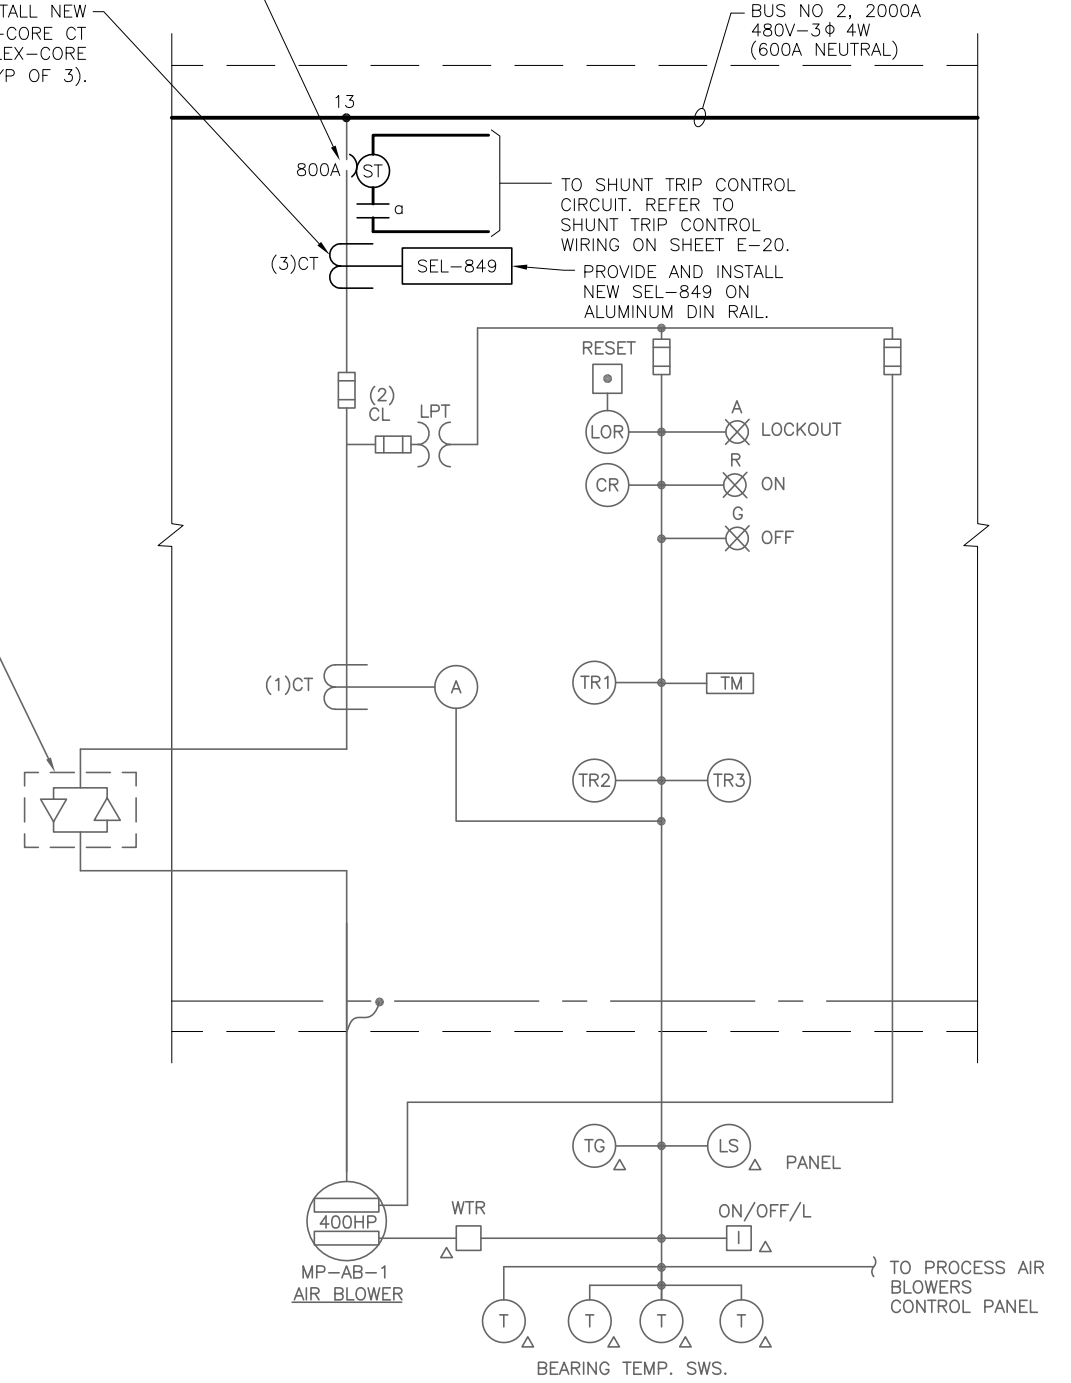 TALL NEW
-CORE CT
LEX-CORE
YP OF 3).
BUS NO 2, 2000A
480V-3ϕ 4W
(600A NEUTRAL)
13
800A
ST
a
TO SHUNT TRIP CONTROL
CIRCUIT. REFER TO
SHUNT TRIP CONTROL
WIRING ON SHEET E-20.
(3)CT
SEL-849
PROVIDE AND INSTALL
NEW SEL-849 ON
ALUMINUM DIN RAIL.
RESET
(2)
CL
LPT
LOR
A
LOCKOUT
CR
R
ON
G
OFF
(1)CT
A
TR1
TM
TR2
TR3
TG
LS
PANEL
400HP
WTR
ON/OFF/L
I
MP-AB-1
AIR BLOWER
TO PROCESS AIR
BLOWERS
CONTROL PANEL
T
T
T
T
BEARING TEMP. SWS.